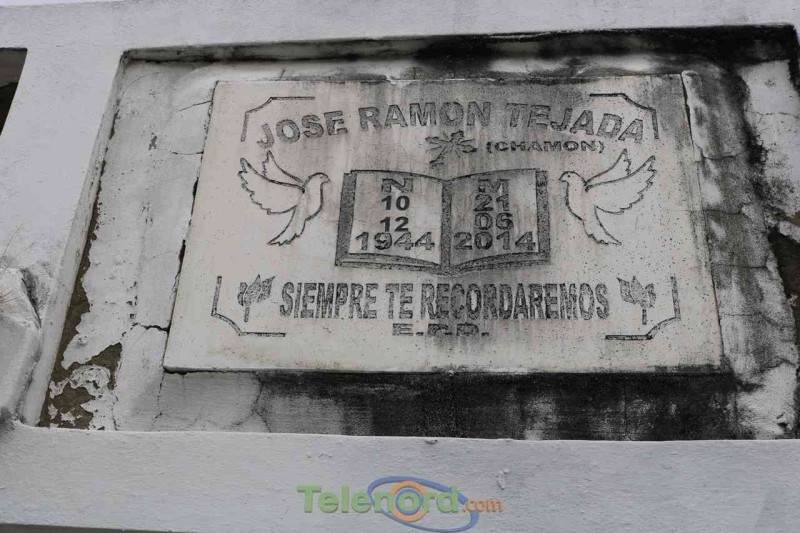 JOSE RAMON TEJADA
(CHAMON)
N
10
12
1944
M
21
06
2014
SIEMPRE TE RECORDAREMOS
E.P.D.
Telenord.com